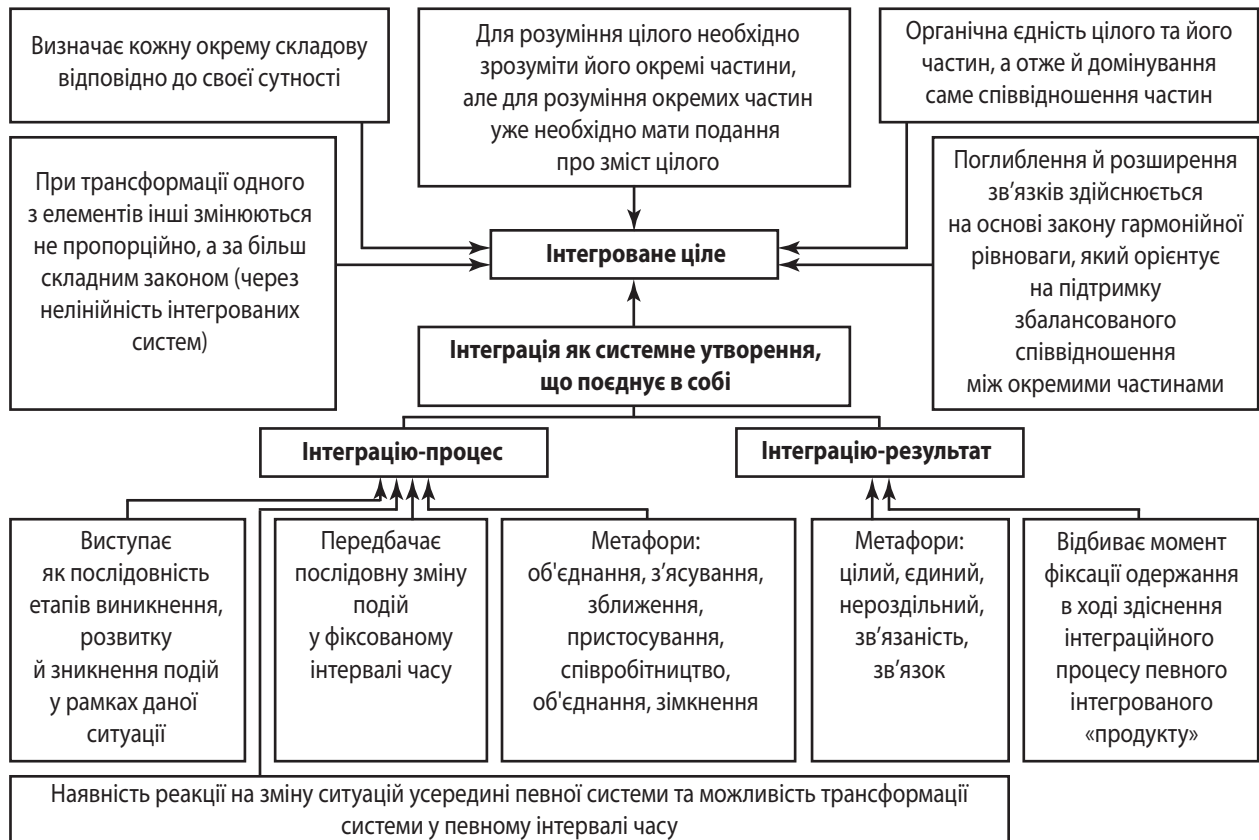 Визначає кожну окрему складову
відповідно до своєї сутності
Для розуміння цілого необхідно
зрозуміти його окремі частини,
але для розуміння окремих частин
уже необхідно мати подання
про зміст цілого
Органічна єдність цілого та його
частин, а отже й домінування
саме співвідношення частин
При трансформації одного
з елементів інші змінюються
не пропорційно, а за більш
складним законом (через
нелінійність інтегрованих
систем)
Поглиблення й розширення
зв’язків здійснюється
на основі закону гармонійної
рівноваги, який орієнтує
на підтримку
збалансованого
співвідношення
між окремими частинами
Інтегроване ціле
Інтеграція як системне утворення,
що поєднує в собі
Інтеграцію-процес
Інтеграцію-результат
Виступає
як послідовність
етапів виникнення,
розвитку
й зникнення подій
у рамках даної
ситуації
Передбачає
послідовну зміну
подій
у фіксованому
інтервалі часу
Метафори:
об'єднання, з’ясування,
зближення,
пристосування,
співробітництво,
об'єднання, зімкнення
Метафори:
цілий, єдиний,
нероздільний,
зв’язаність,
зв’язок
Відбиває момент
фіксації одержання
в ході здіснення
інтеграційного
процесу певного
інтегрованого
«продукту»
Наявність реакції на зміну ситуацій усередині певної системи та можливість трансформації
системи у певному інтервалі часу